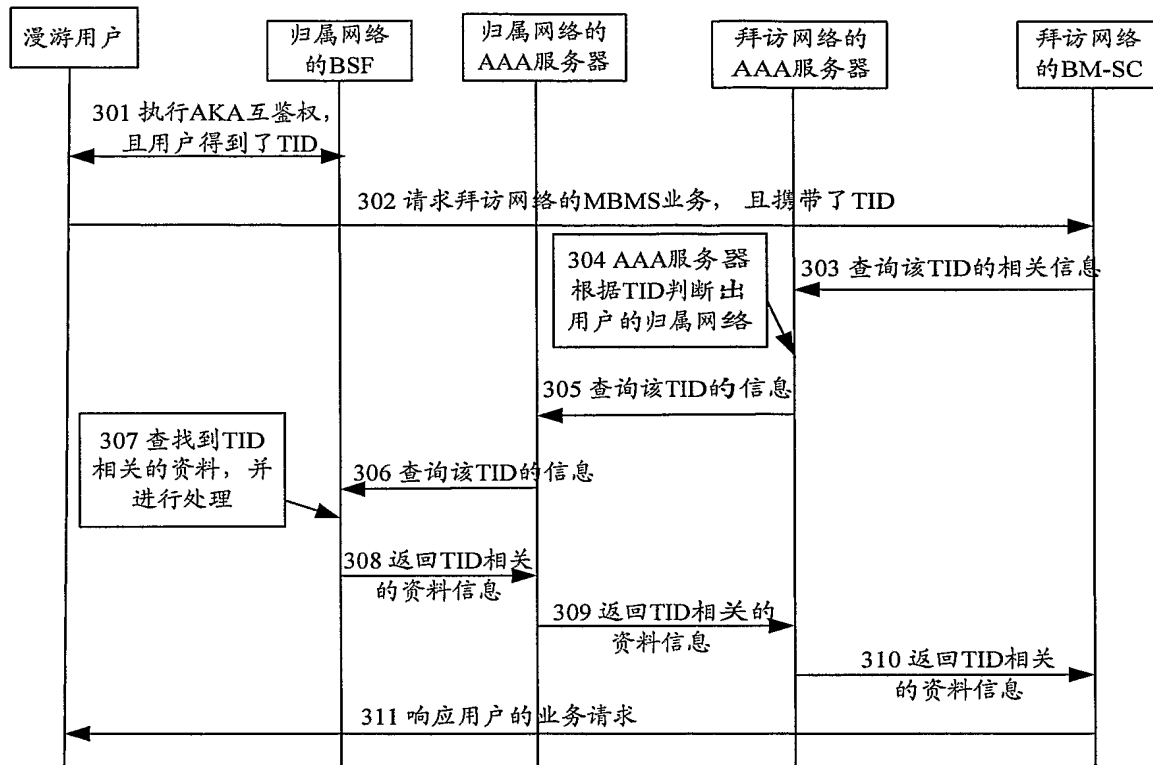 漫游用户
归属网络
的BSF
归属网络的
AAA服务器
拜访网络的
AAA服务器
拜访网络
的BM-SC
301 执行AKA互鉴权，
且用户得到了TID
302 请求拜访网络的MBMS业务， 且携带了TID
303 查询该TID的相关信息
304 AAA服务器
根据TID判断出
用户的归属网络
305 查询该TID的信息
306 查询该TID的信息
307 查找到TID
相关的资料，并
进行处理
308 返回TID相关
的资料信息
309 返回TID相关的
资料信息
310 返回TID相关
的资料信息
311 响应用户的业务请求